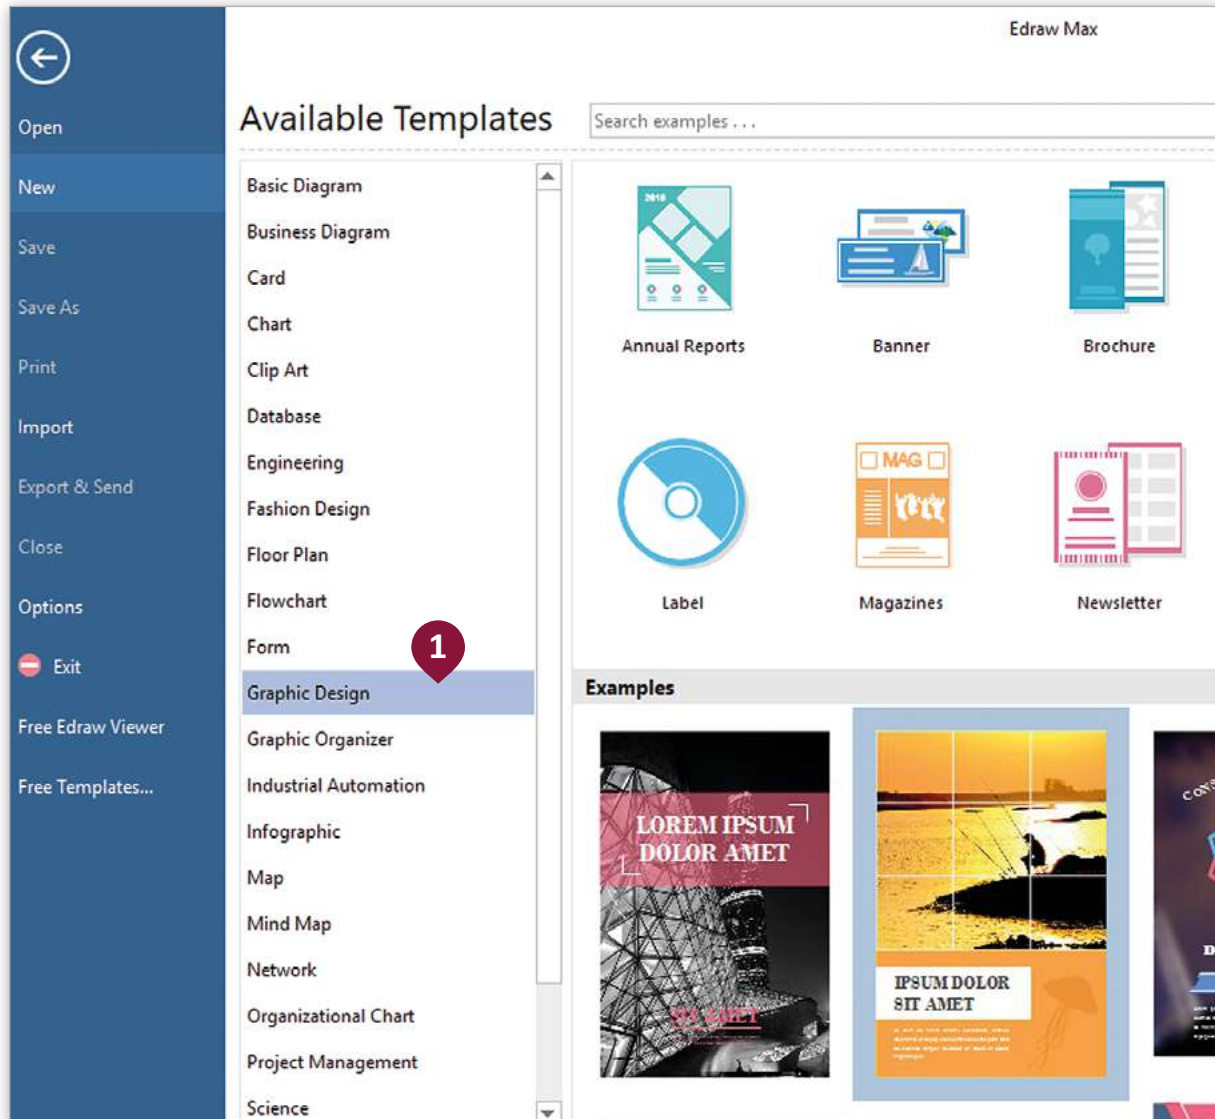 Edraw Max
Open
New
Save
Save As
Print
Import
Export & Send
Close
Options
Exit
Free Edraw Viewer
Free Templates...
Available Templates
Search examples . . .
Basic Diagram
Business Diagram
Card
Chart
Clip Art
Database
Engineering
Fashion Design
Floor Plan
Flowchart
Form
1
Graphic Design
Graphic Organizer
Industrial Automation
Infographic
Map
Mind Map
Network
Organizational Chart
Project Management
Science
2018
Annual Reports
Banner
Brochure
Label
MAG
Magazines
Newsletter
Examples
LOREM IPSUM
DOLOR AMET
SIT AMET
IPSUM DOLOR
SIT AMET